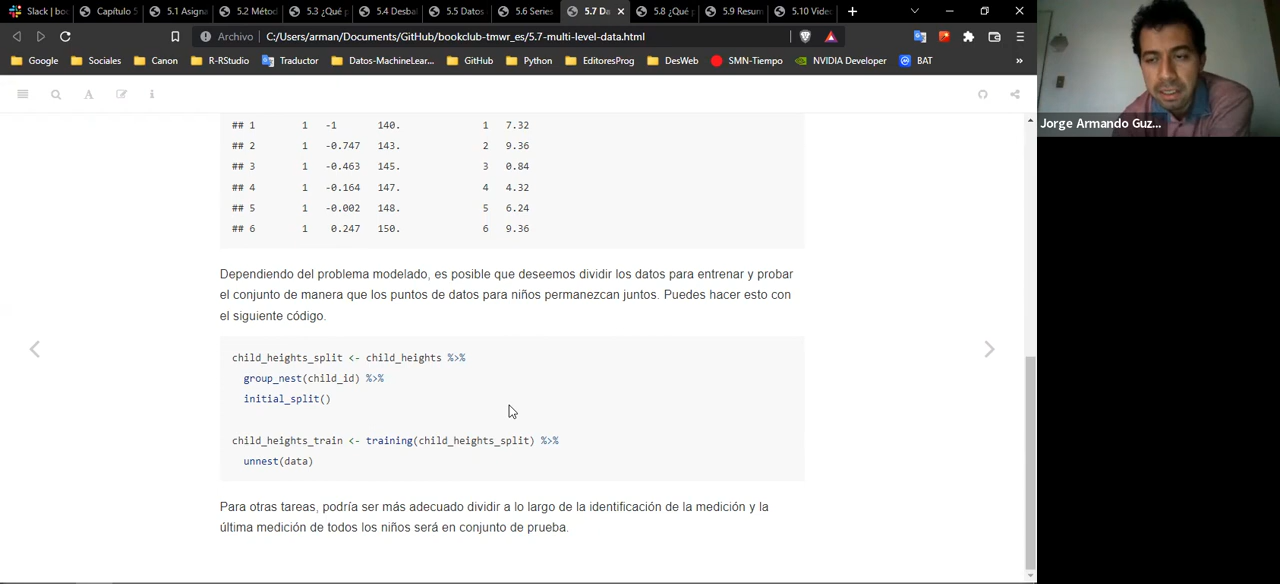 Slack | boo
Capítulo 5
5.1 Asigna
5.2 Métod
5.3 ¿Qué p
5.4 Desbal
5.5 Datos
5.6 Series
5.7 Da
5.8 ¿Qué p
5.9 Resum
5.10 Video
Archivo
C:/Users/arman/Documents/GitHub/bookclub-tmwr_es/5.7-multi-level-data.html
Google
Sociales
Canon
R-RStudio
Traductor
Datos-MachineLear...
GitHub
Python
EditoresProg
DesWeb
SMN-Tiempo
NVIDIA Developer
BAT
Jorge Armando Guz...
## 1 1 -1 140. 1 7.32
## 2 1 -0.747 143. 2 9.36
## 3 1 -0.463 145. 3 0.84
## 4 1 -0.164 147. 4 4.32
## 5 1 -0.002 148. 5 6.24
## 6 1 0.247 150. 6 9.36
Dependiendo del problema modelado, es posible que deseemos dividir los datos para entrenar y probar
el conjunto de manera que los puntos de datos para niños permanezcan juntos. Puedes hacer esto con
el siguiente código.
child_heights_split <- child_heights %>%
group_nest(child_id) %>%
initial_split()
child_heights_train <- training(child_heights_split) %>%
unnest(data)
Para otras tareas, podría ser más adecuado dividir a lo largo de la identificación de la medición y la
última medición de todos los niños será en conjunto de prueba.